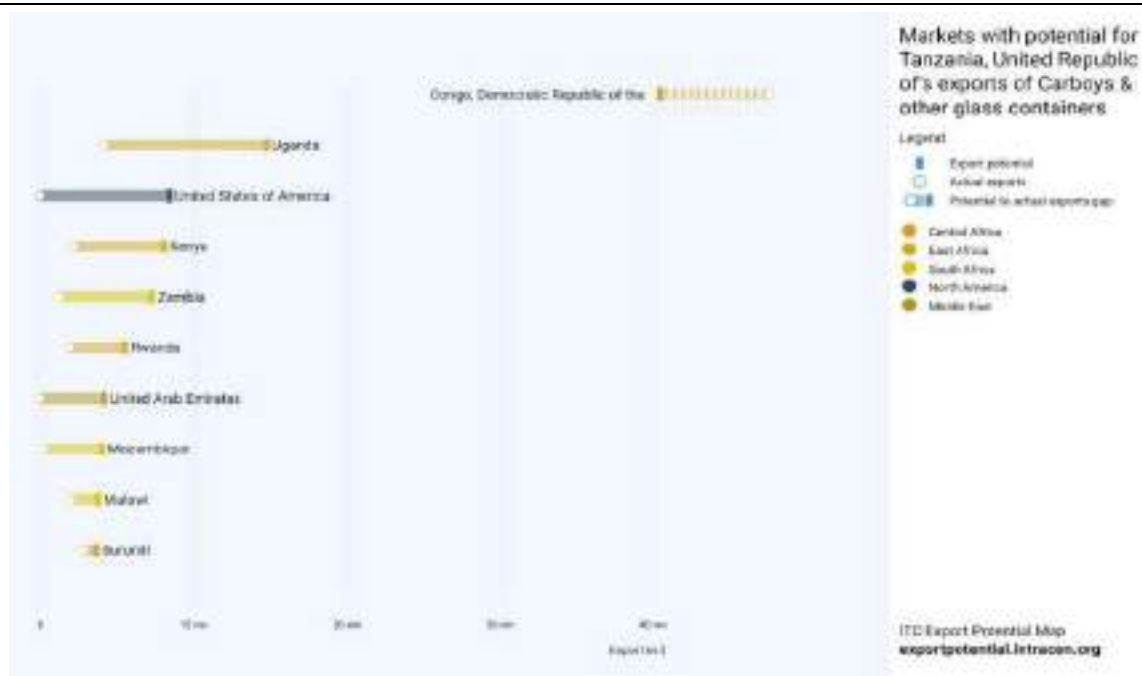 Markets with potential for
Tanzania, United Republic
of's exports of Carboys &
other glass containers
Legend
Export potential
Actual exports
Potential to actual exports gap
Central Africa
East Africa
South Africa
North America
Middle East
Congo, Democratic Republic of the
Uganda
United States of America
Kenya
Zambia
Rwanda
United Arab Emirates
Mozambique
Malawi
Burundi
0 10 mn 20 mn 30 mn 40 mn
ITC Export Potential Map
exportpotential.intracen.org